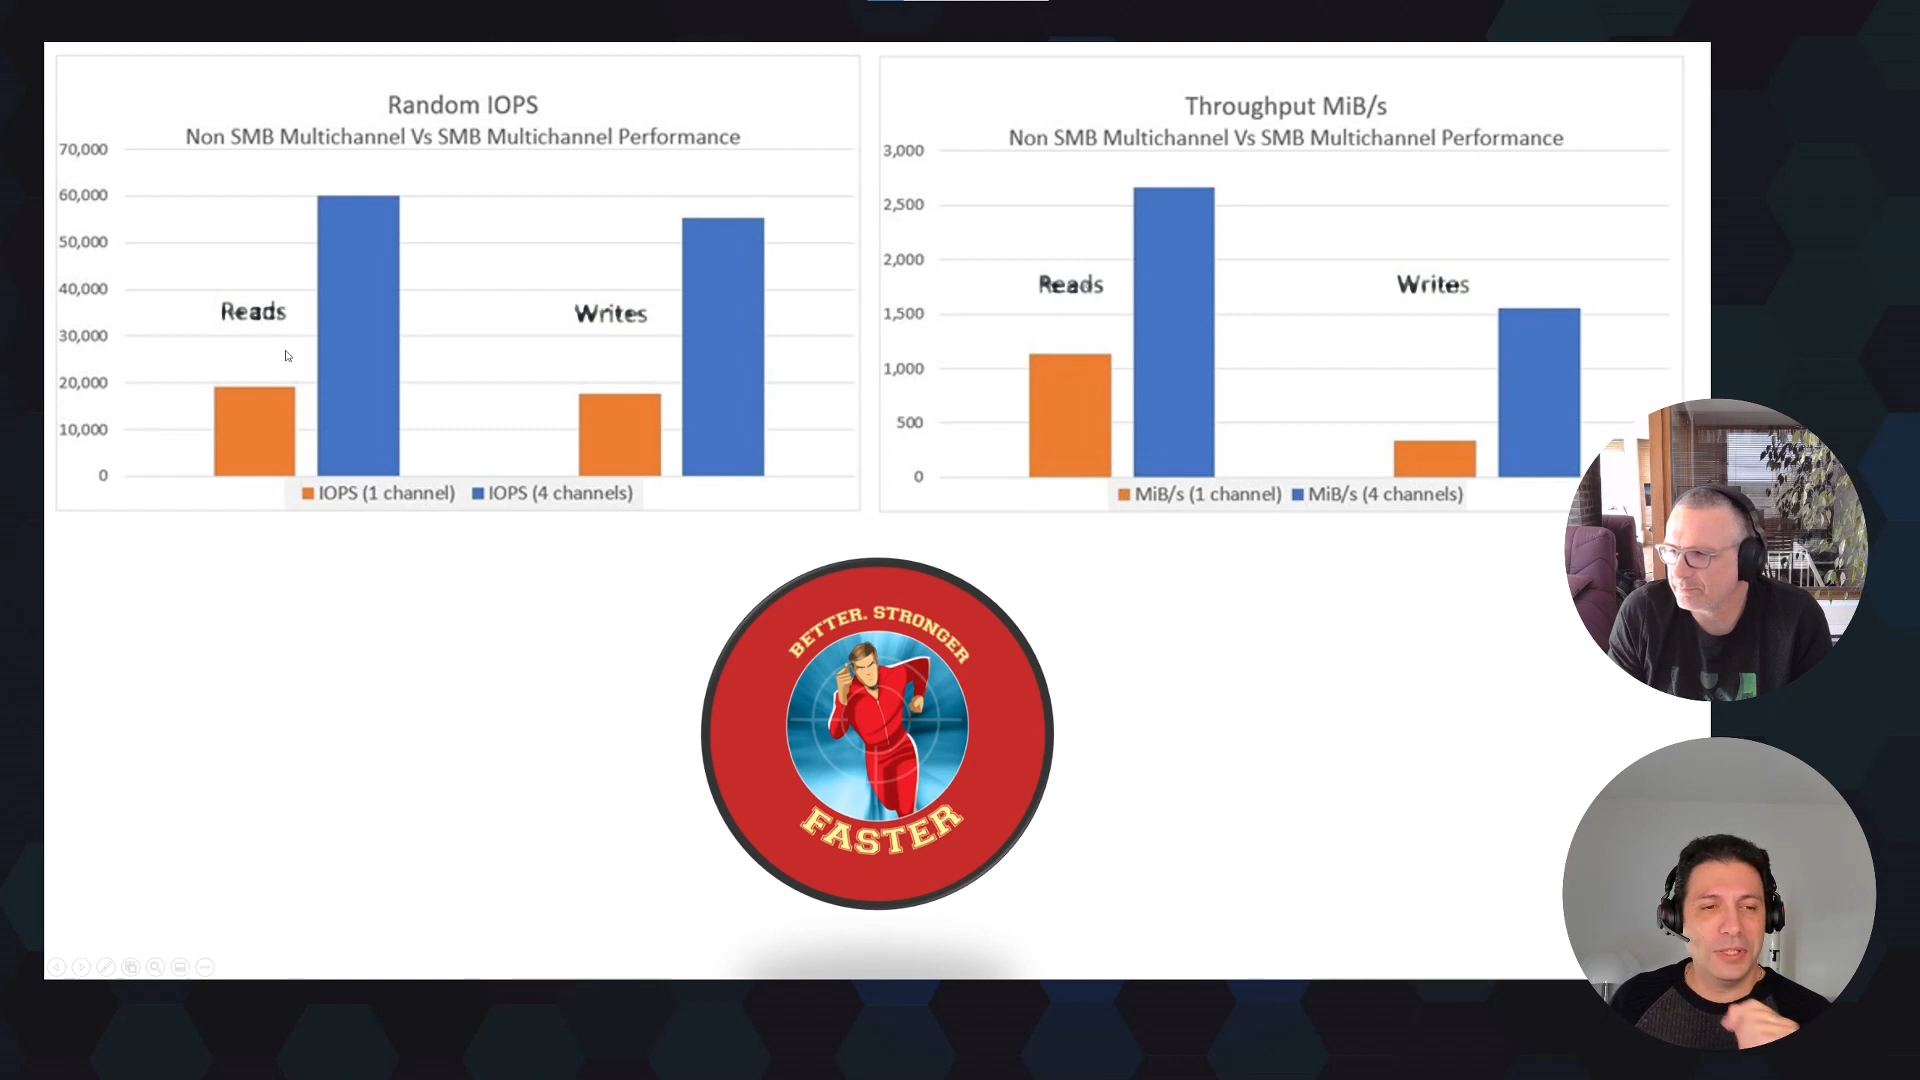 Random IOPS
Non SMB Multichannel Vs SMB Multichannel Performance
70,000
60,000
50,000
40,000
30,000
20,000
10,000
0
Reads
Writes
IOPS (1 channel)
IOPS (4 channels)
Throughput MiB/s
Non SMB Multichannel Vs SMB Multichannel Performance
3,000
2,500
2,000
1,500
1,000
500
0
Reads
Writes
MiB/s (1 channel)
MiB/s (4 channels)
BETTER. STRONGER
FASTER